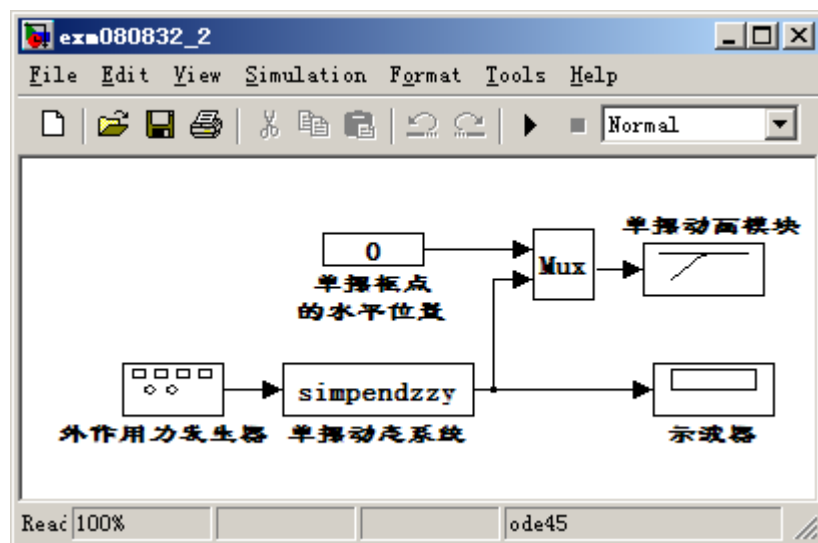 exm080832_2
File Edit View Simulation Format Tools Help
Normal
0
单摆枢点
的水平位置
Mux
单摆动画模块
simpendzzy
外作用力发生器
单摆动态系统
示波器
100%
ode45